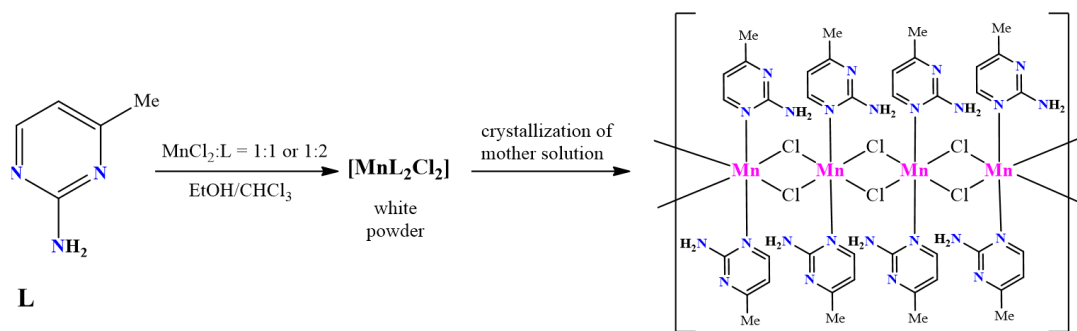 Me
N
N
NH₂
L
MnCl₂:L = 1:1 or 1:2
EtOH/CHCl₃
[MnL₂Cl₂]
white
powder
crystallization of
mother solution
Me Me Me Me
N N N N
NH₂ NH₂ NH₂ NH₂
N N N N
Cl Cl Cl
Mn Mn Mn Mn
Cl Cl Cl
H₂N H₂N H₂N H₂N
N N N N
N N N N
Me Me Me Me